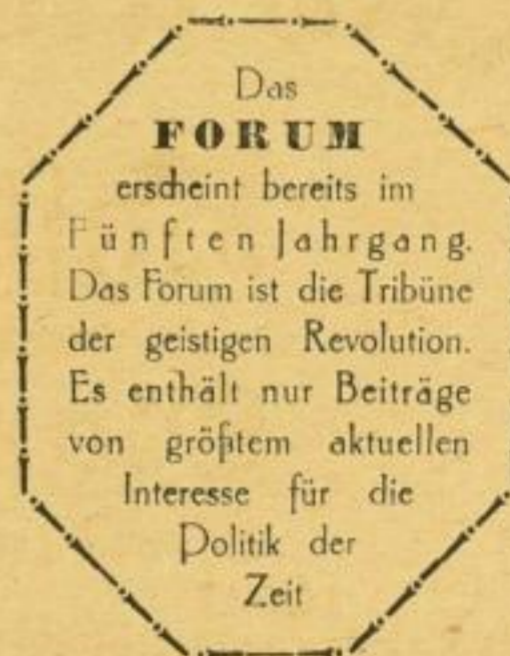 Das
FORUM
erscheint bereits im
Fünften Jahrgang.
Das Forum ist die Tribüne
der geistigen Revolution.
Es enthält nur Beiträge
von größtem aktuellen
Interesse für die
Politik der
Zeit